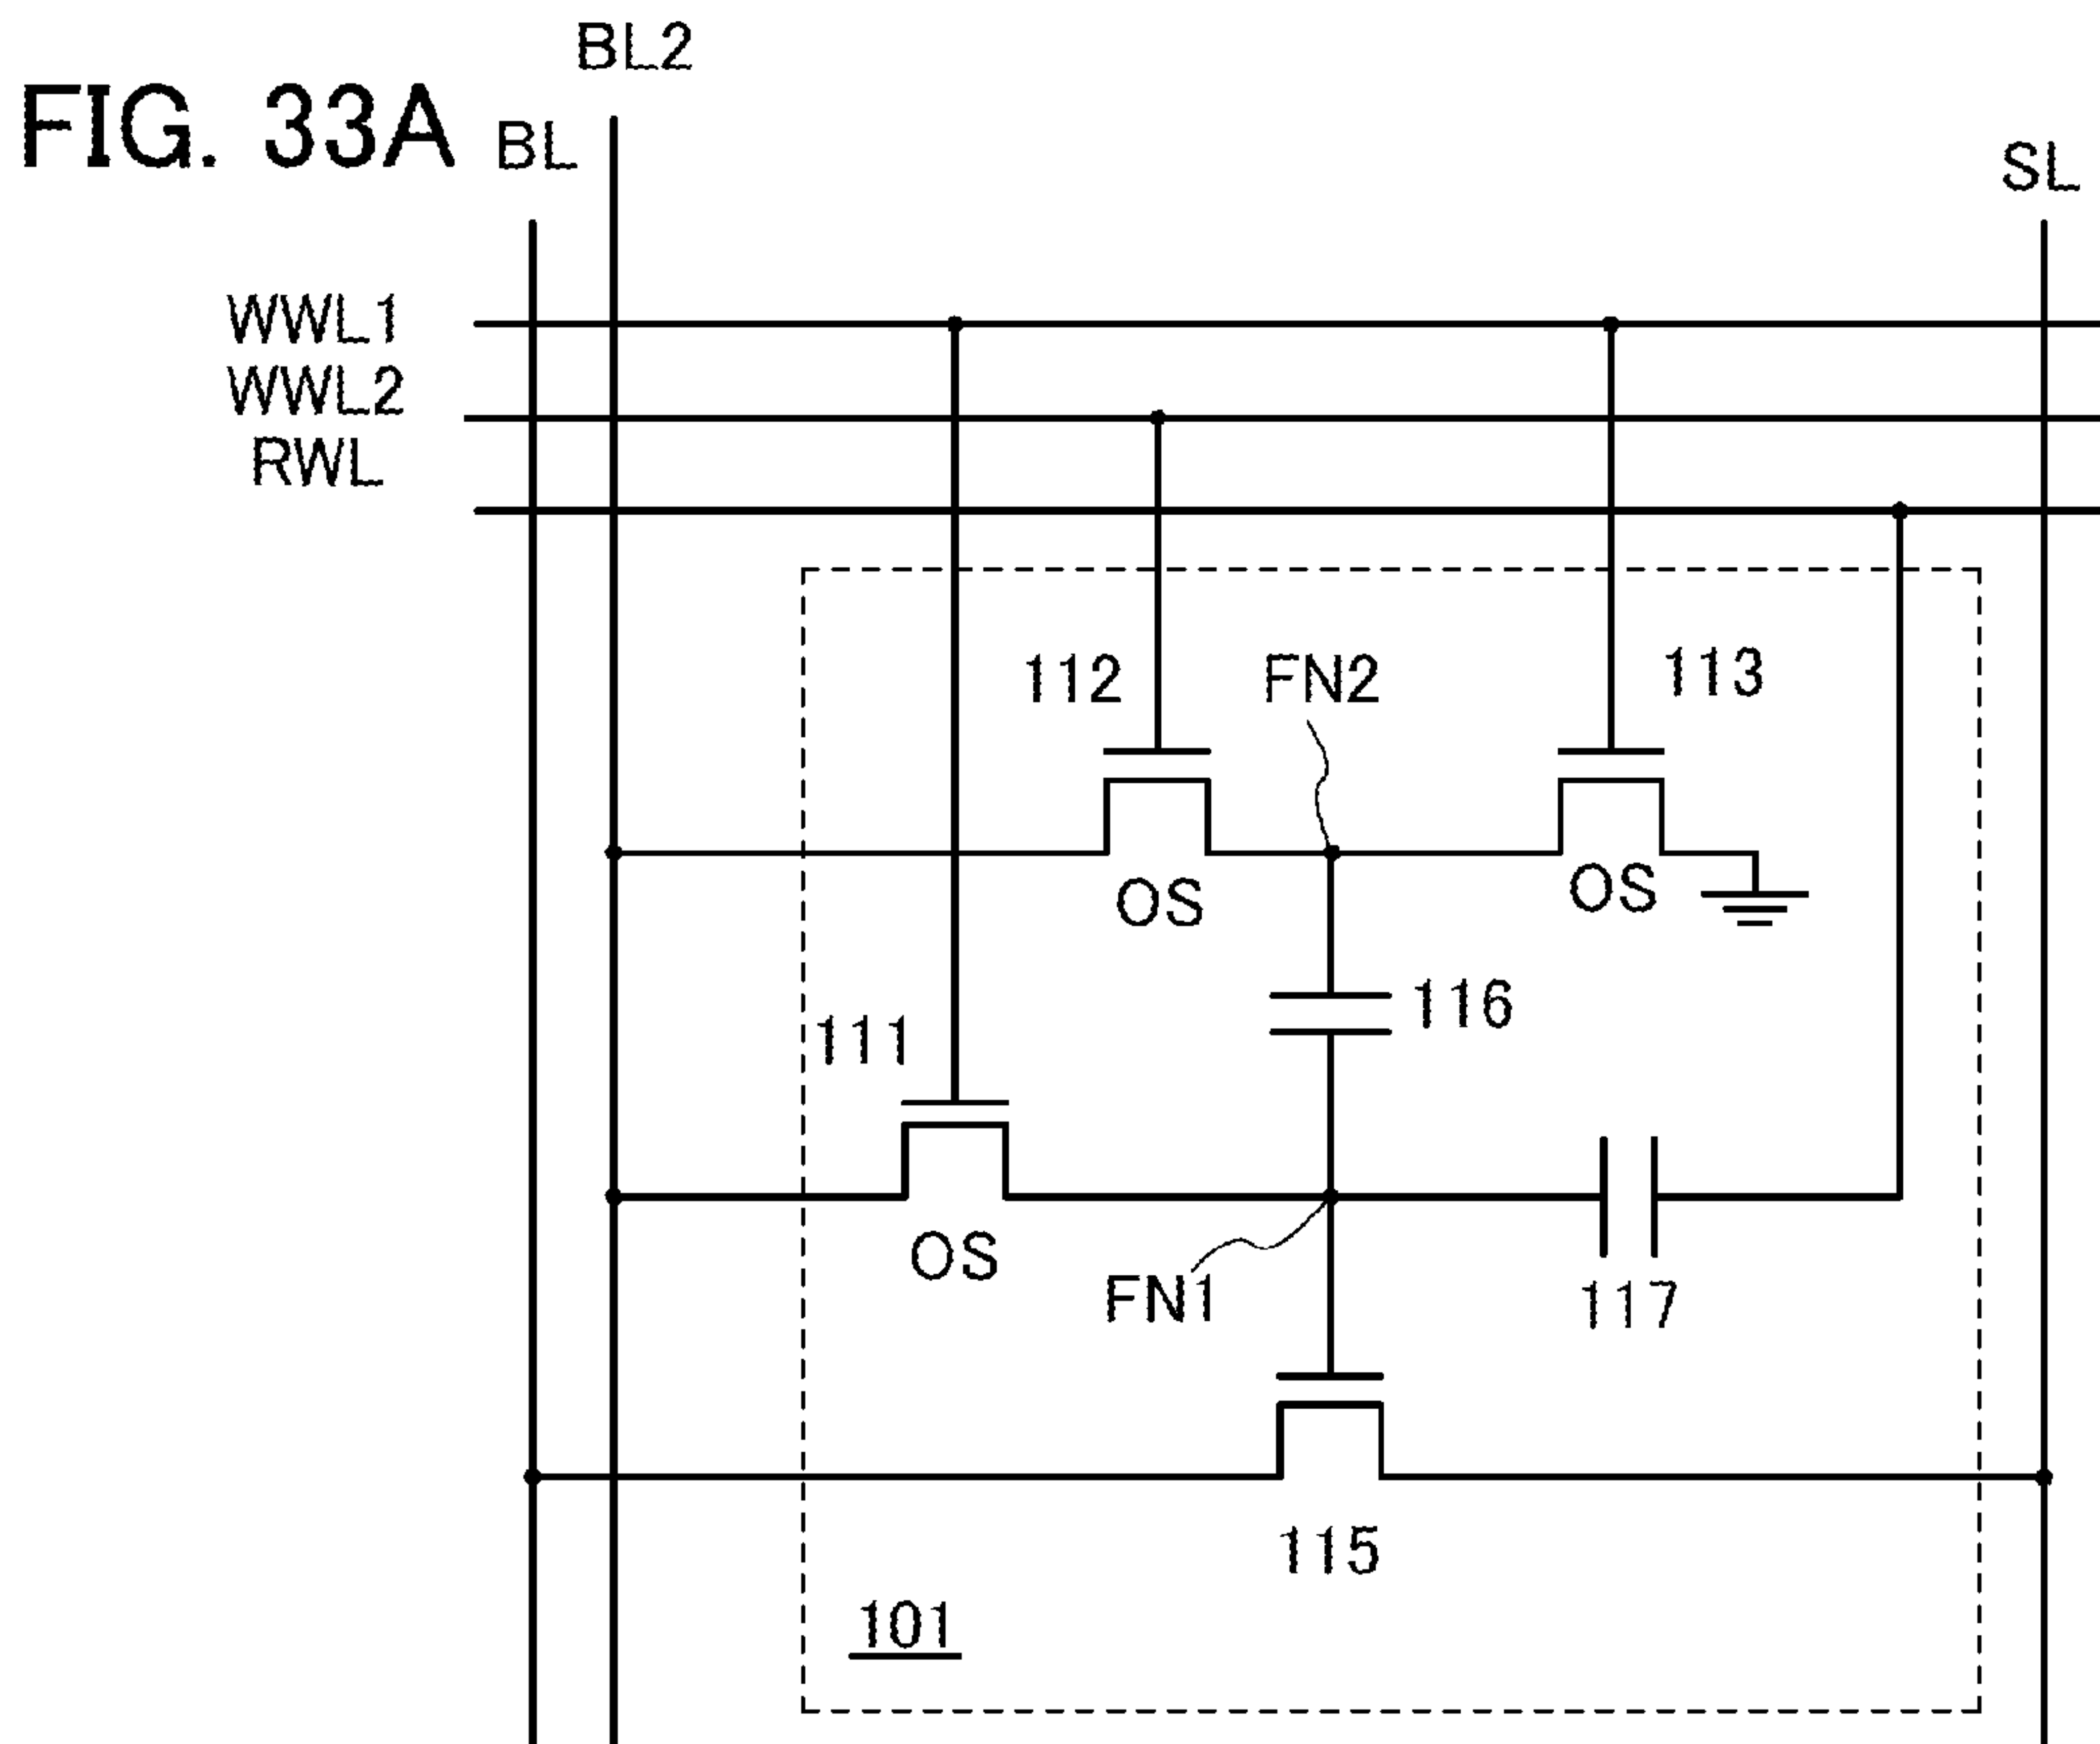 BL2
FIG. 33A
BL
SL
WWL1
WWL2
RWL
112
FN2
113
OS
OS
116
111
OS
FN1
117
115
101